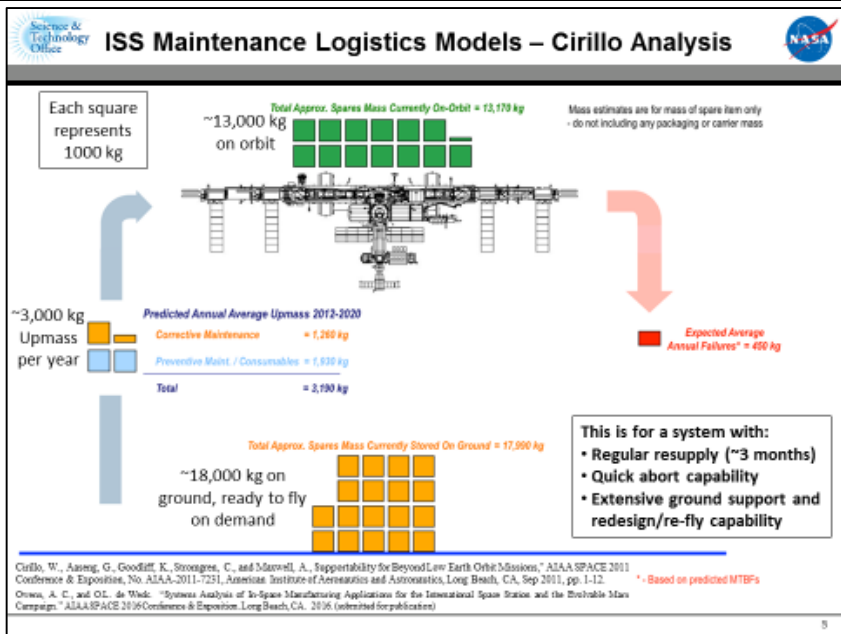 Science &
Technology
Office
ISS Maintenance Logistics Models – Cirillo Analysis
NASA
Each square
represents
1000 kg
Total Approx. Spares Mass Currently On-Orbit = 13,170 kg
~13,000 kg
on orbit
Mass estimates are for mass of spare item only
- do not including any packaging or carrier mass
~3,000 kg
Upmass
per year
Predicted Annual Average Upmass 2012-2020
Corrective Maintenance = 1,260 kg
Preventive Maint. / Consumables = 1,930 kg
Total = 3,190 kg
Expected Average
Annual Failures* = 450 kg
Total Approx. Spares Mass Currently Stored On Ground = 17,990 kg
~18,000 kg on
ground, ready to fly
on demand
This is for a system with:
• Regular resupply (~3 months)
• Quick abort capability
• Extensive ground support and
redesign/re-fly capability
Cirillo, W., Aaseng, G., Goodliff, K., Stromgren, C., and Maxwell, A., Supportability for Beyond Low Earth Orbit Missions," AIAA SPACE 2011
Conference & Exposition, No. AIAA-2011-7231, American Institute of Aeronautics and Astronautics, Long Beach, CA, Sep 2011, pp. 1-12.
* - Based on predicted MTBFs
Owens, A. C., and O.L. de Weck. "Systems Analysis of In-Space Manufacturing Applications for the International Space Station and the Evolvable Mars
Campaign." AIAA SPACE 2016 Conference & Exposition. Long Beach, CA. 2016. (submitted for publication)